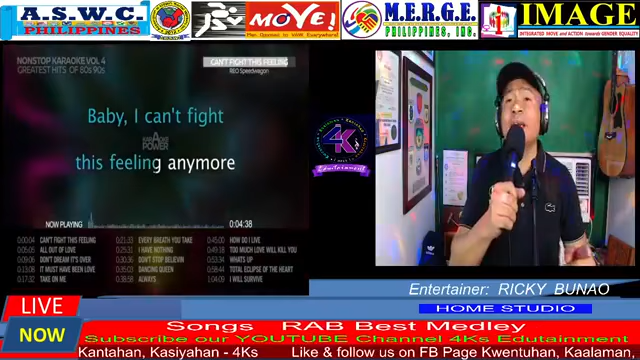 A.S.W.C.
PHILIPPINES
MOVE!
Men Opposed to VAW Everywhere!
M.E.R.G.E.
PHILIPPINES, INC.
IMAGE
INTEGRATED MOVE and ACTION towards GENDER EQUALITY
NONSTOP KARAOKE VOL 4
GREATEST HITS OF 80S 90S
CAN'T FIGHT THIS FEELING
REO Speedwagon
Baby, I can't fight
KARAOKE
POWER
this feeling anymore
NOW PLAYING
0:04:38
0:00:04 CAN'T FIGHT THIS FEELING
0:05:05 ALL OUT OF LOVE
0:09:06 DON'T DREAM IT'S OVER
0:13:06 IT MUST HAVE BEEN LOVE
0:17:32 TAKE ON ME
0:21:33 EVERY BREATH YOU TAKE
0:25:31 I HAVE NOTHING
0:30:36 DON'T STOP BELIEVIN
0:35:03 DANCING QUEEN
0:38:58 ALWAYS
0:45:00 HOW DO I LIVE
0:49:18 TOO MUCH LOVE WILL KILL YOU
0:53:34 WHATS UP
0:58:44 TOTAL ECLIPSE OF THE HEART
1:04:09 I WILL SURVIVE
4K
Edutainment
Entertainer: RICKY BUNAO
HOME STUDIO
LIVE
NOW
Songs RAB Best Medley
Subscribe our YOUTUBE Channel 4Ks Edutainment
Kantahan, Kasiyahan - 4Ks Like & follow us on FB Page Kwentuhan, Kaalaman,